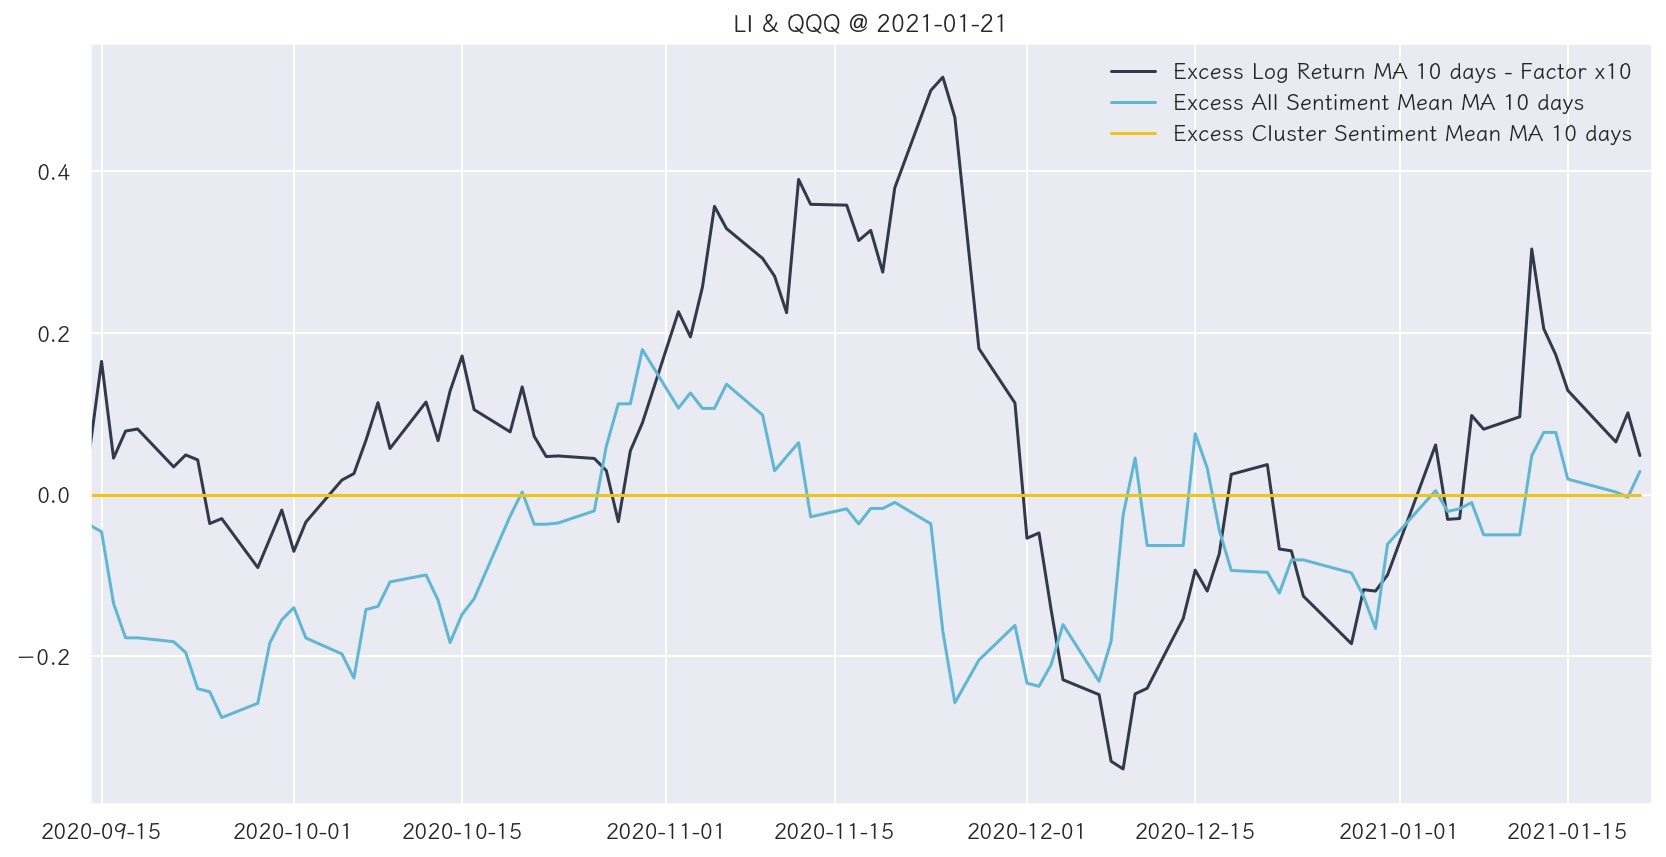 LI & QQQ @ 2021-01-21
Excess Log Return MA 10 days - Factor x10
Excess All Sentiment Mean MA 10 days
Excess Cluster Sentiment Mean MA 10 days
0.4
0.2
0.0
−0.2
2020-09-15 2020-10-01 2020-10-15 2020-11-01 2020-11-15 2020-12-01 2020-12-15 2021-01-01 2021-01-15